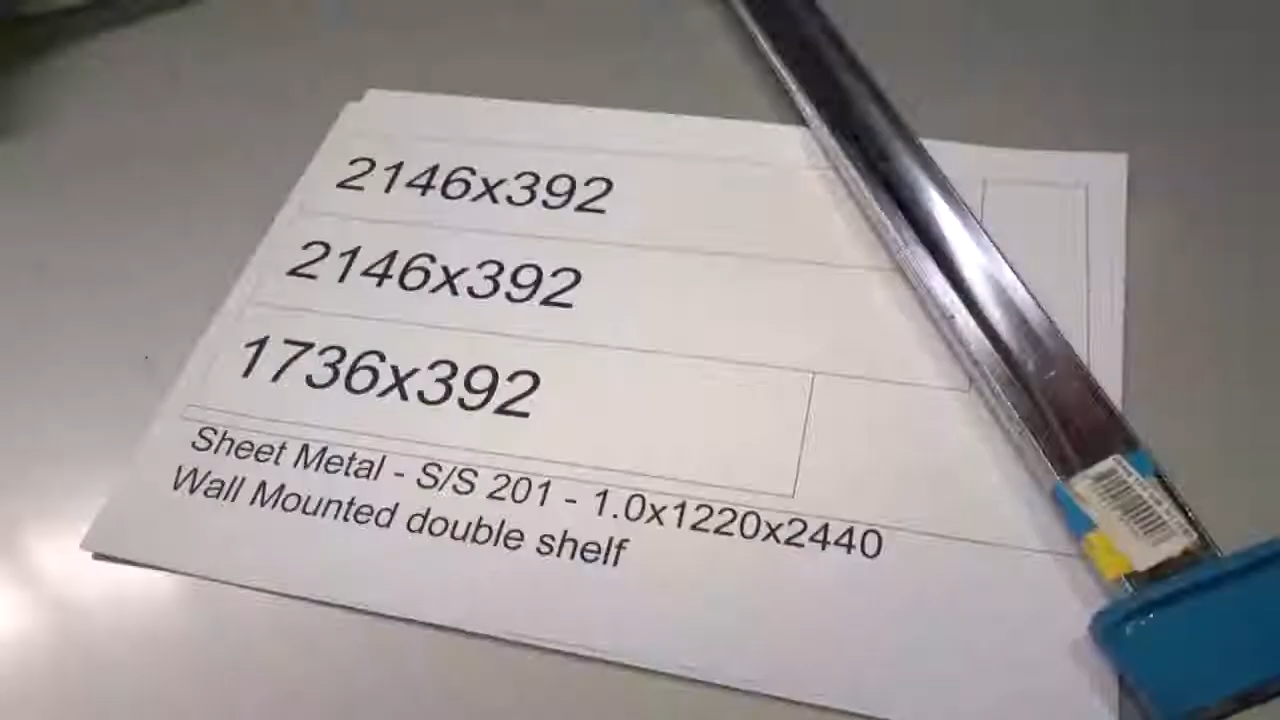 2146x392
2146x392
1736x392
Sheet Metal - S/S 201 - 1.0x1220x2440
Wall Mounted double shelf